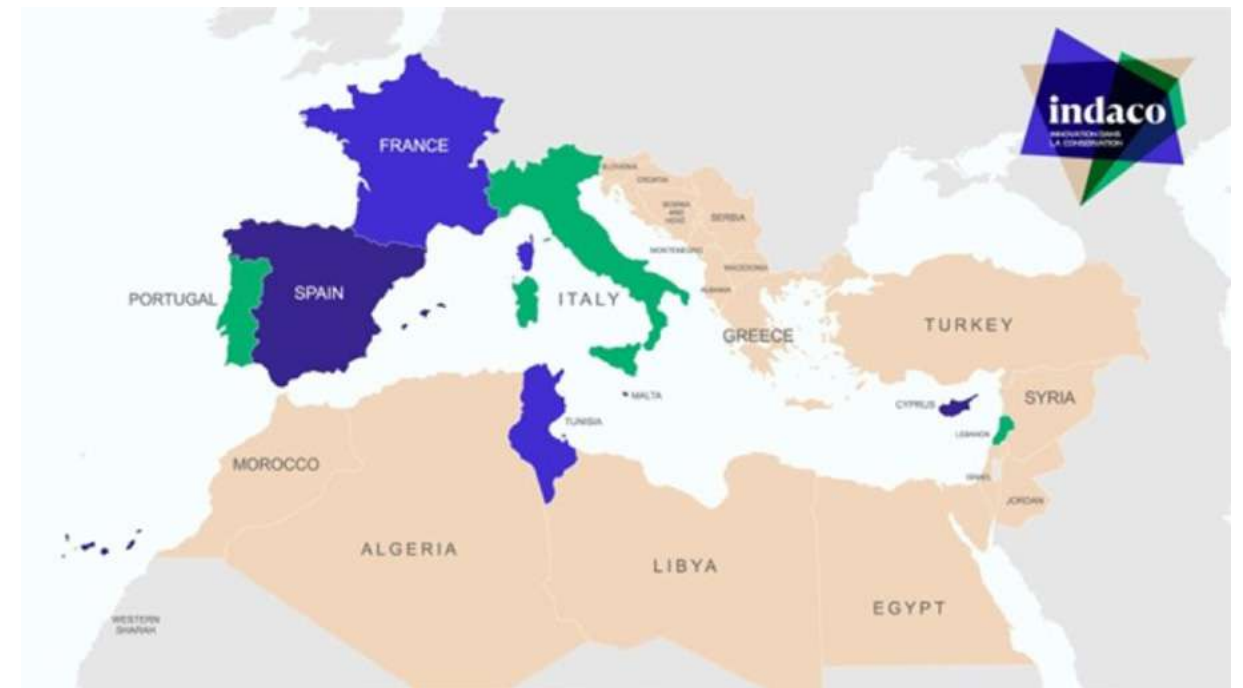 indaco
INNOVATION DANS
LA CONSERVATION
FRANCE
SLOVENIA
CROATIA
BOSNIA
AND
HERZ
SERBIA
MONTENEGRO
MACEDONIA
ALBANIA
PORTUGAL
SPAIN
ITALY
GREECE
TURKEY
MALTA
CYPRUS
SYRIA
TUNISIA
LEBANON
MOROCCO
ISRAEL
JORDAN
ALGERIA
LIBYA
EGYPT
WESTERN
SHARAH